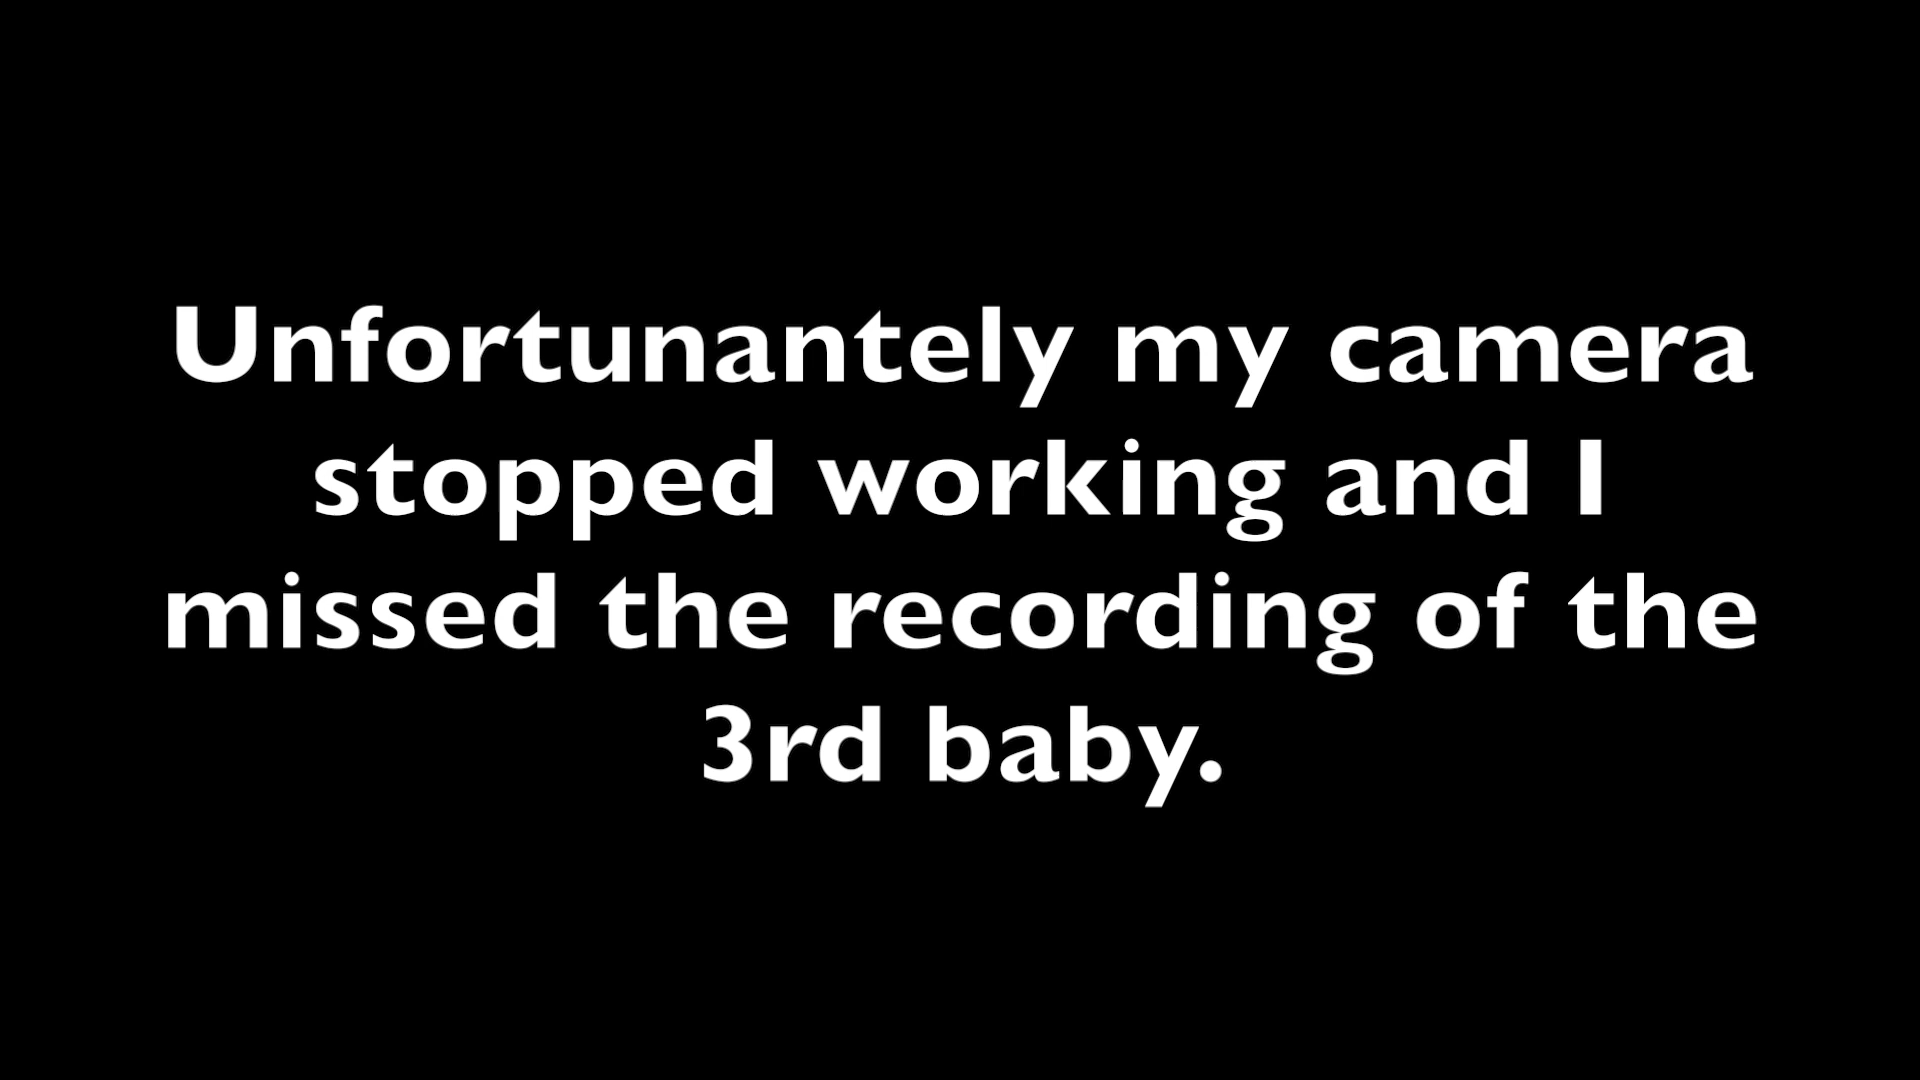 Unfortunantely my camera
stopped working and I
missed the recording of the
3rd baby.